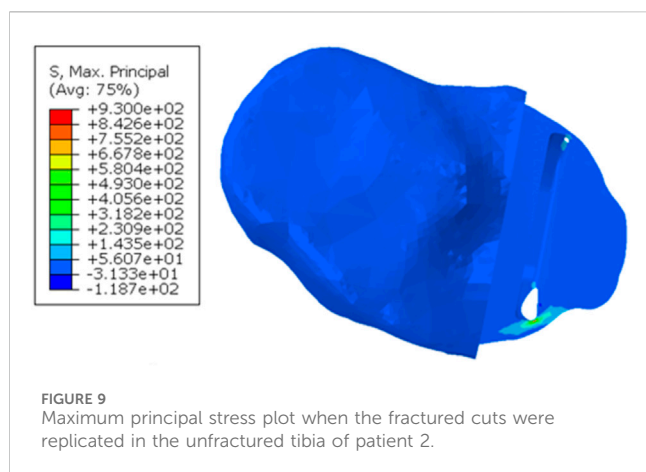 S, Max. Principal
(Avg: 75%)
+9.300e+02
+8.426e+02
+7.552e+02
+6.678e+02
+5.804e+02
+4.930e+02
+4.056e+02
+3.182e+02
+2.309e+02
+1.435e+02
+5.607e+01
-3.133e+01
-1.187e+02
FIGURE 9
Maximum principal stress plot when the fractured cuts were
replicated in the unfractured tibia of patient 2.